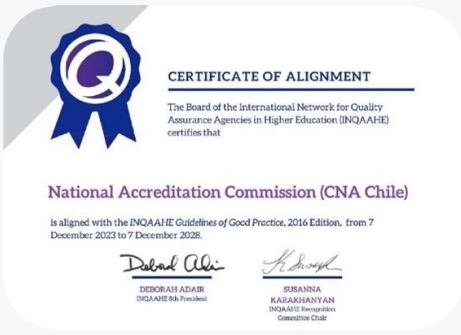 CERTIFICATE OF ALIGNMENT
The Board of the International Network for Quality
Assurance Agencies in Higher Education (INQAAHE)
certifies that
National Accreditation Commission (CNA Chile)
is aligned with the INQAAHE Guidelines of Good Practice, 2016 Edition, from 7
December 2023 to 7 December 2028.
DEBORAH ADAIR
INQAAHE 8th President
SUSANNA
KARAKHANYAN
INQAAHE Recognition
Committee Chair